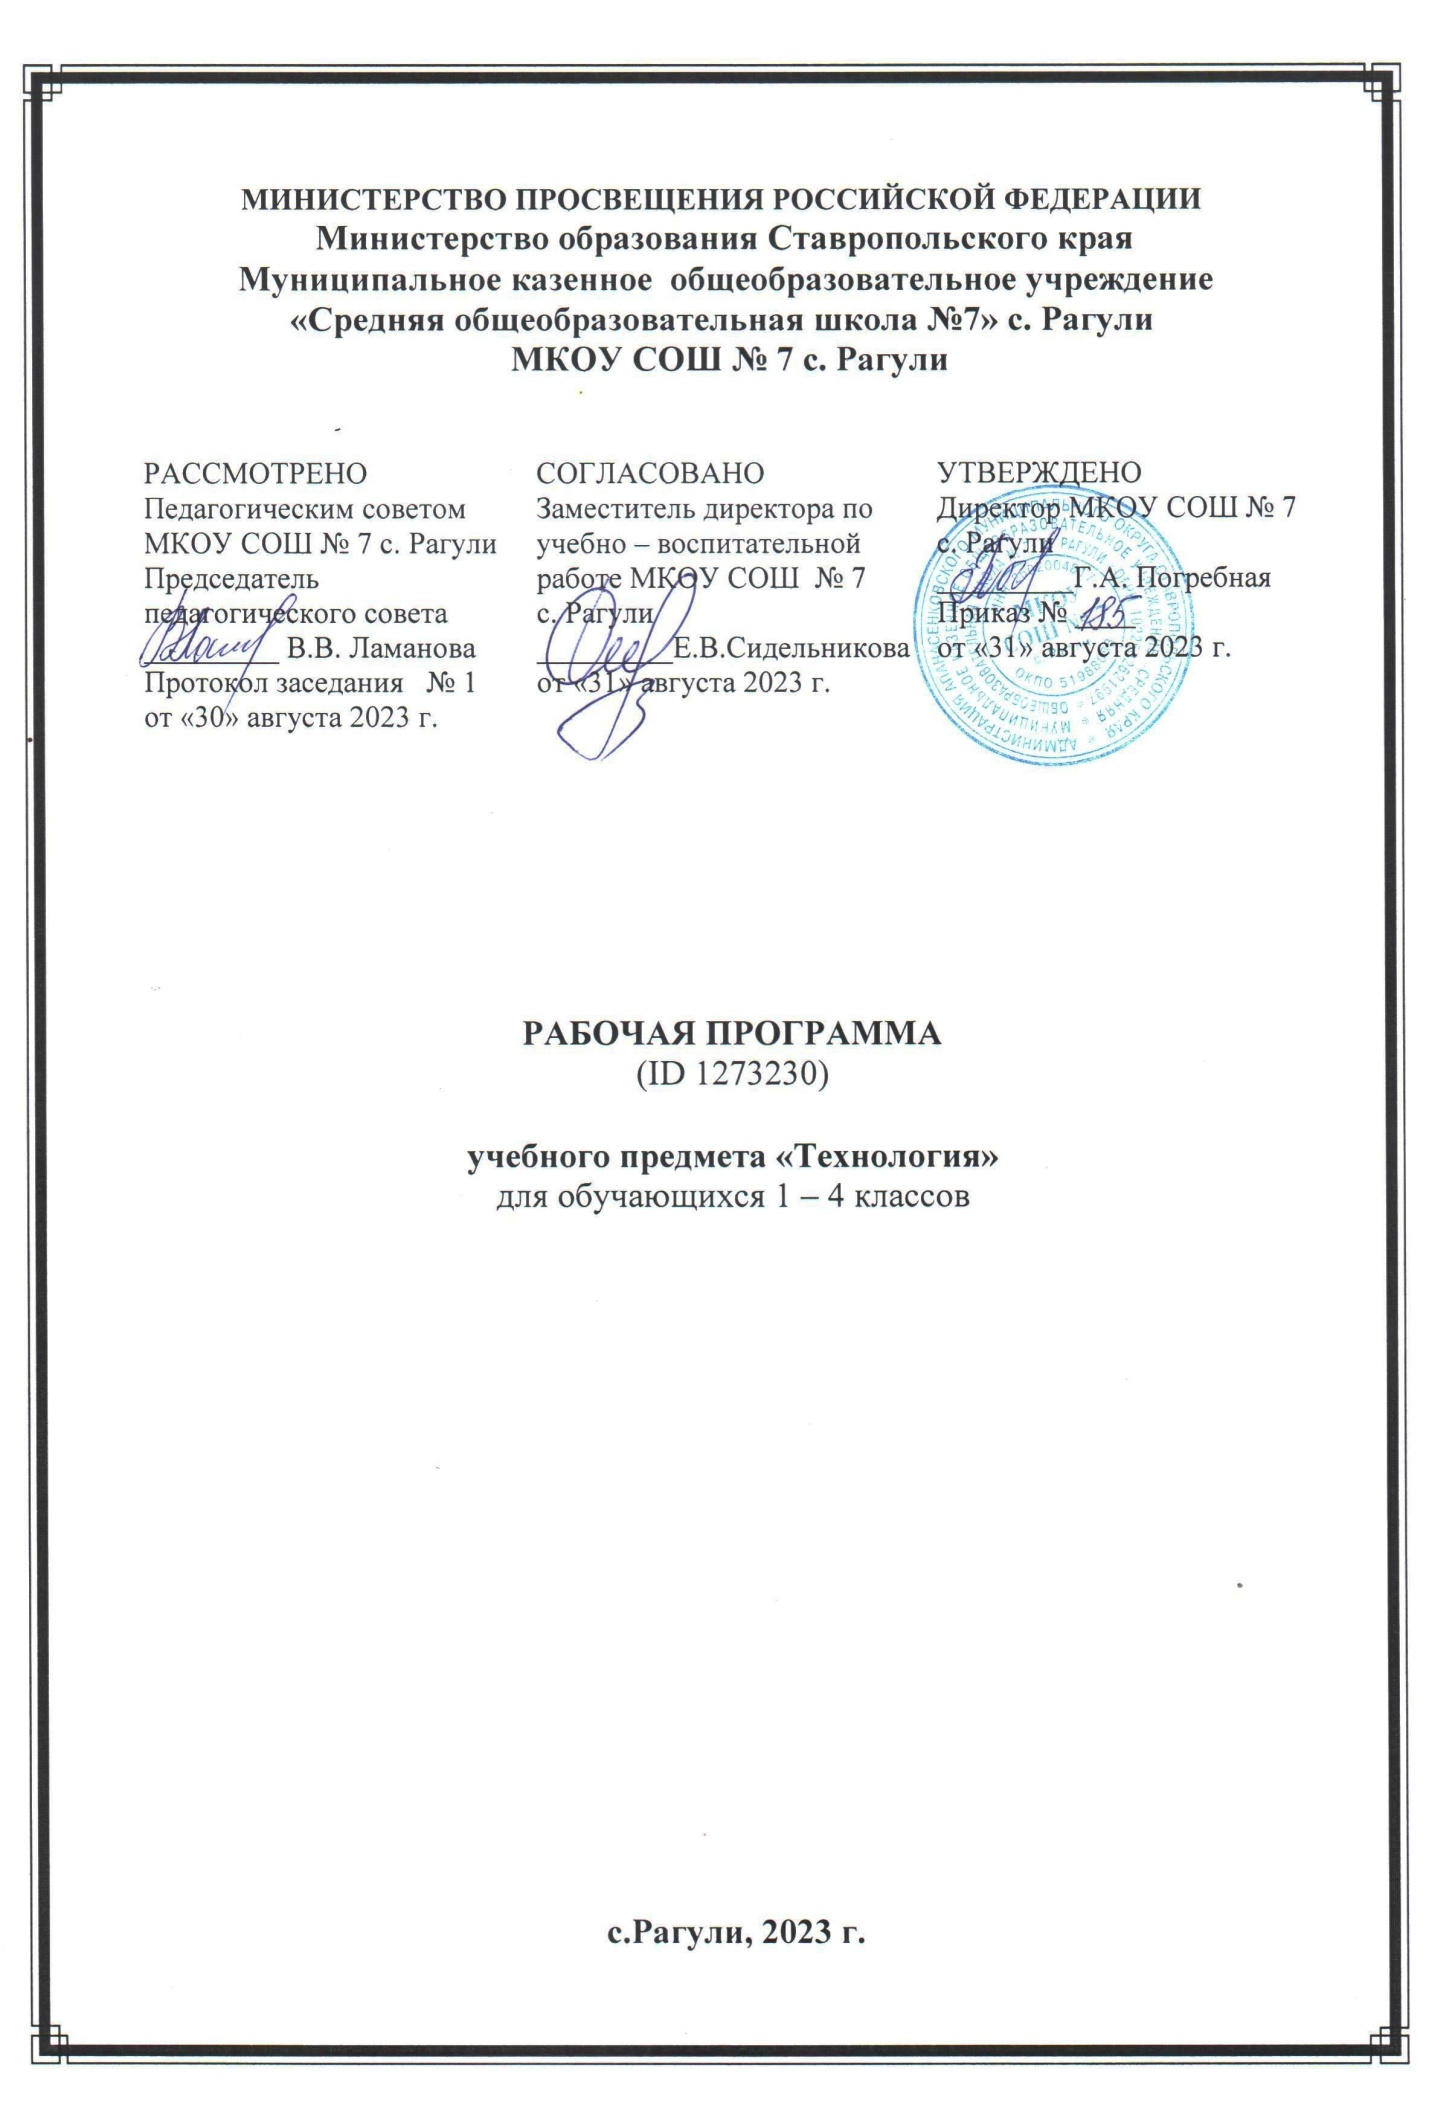 МИНИСТЕРСТВО ПРОСВЕЩЕНИЯ РОССИЙСКОЙ ФЕДЕРАЦИИ
Министерство образования Ставропольского края
Муниципальное казенное общеобразовательное учреждение
«Средняя общеобразовательная школа №7» с. Рагули
МКОУ СОШ № 7 с. Рагули
РАССМОТРЕНО
Педагогическим советом
МКОУ СОШ № 7 с. Рагули
Председатель
педагогического совета
В.В. Ламанова
Протокол заседания № 1
от «30» августа 2023 г.
СОГЛАСОВАНО
Заместитель директора по
учебно – воспитательной
работе МКОУ СОШ № 7
с. Рагули
Е.В.Сидельникова
от «31» августа 2023 г.
УТВЕРЖДЕНО
Директор МКОУ СОШ № 7
с. Рагули
Г.А. Погребная
Приказ № 185
от «31» августа 2023 г.
РАБОЧАЯ ПРОГРАММА
(ID 1273230)
учебного предмета «Технология»
для обучающихся 1 – 4 классов
с.Рагули, 2023 г.